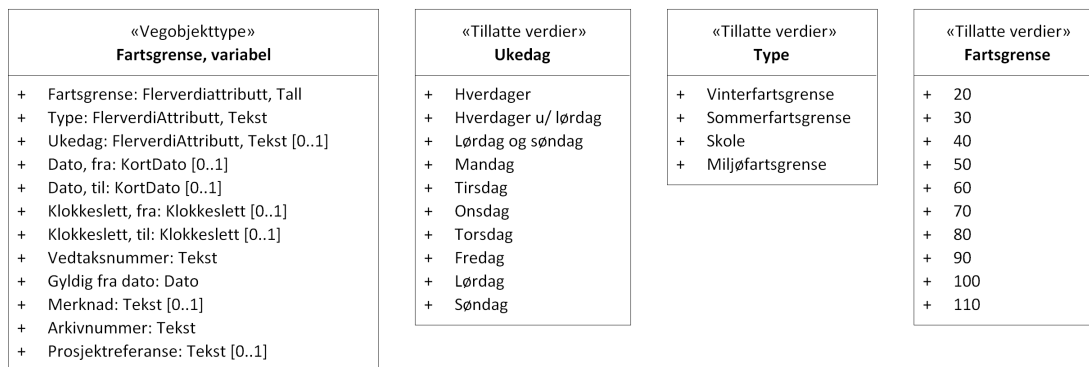 «Vegobjekttype»
Fartsgrense, variabel
+ Fartsgrense: Flerverdiattributt, Tall
+ Type: FlerverdiAttributt, Tekst
+ Ukedag: FlerverdiAttributt, Tekst [0..1]
+ Dato, fra: KortDato [0..1]
+ Dato, til: KortDato [0..1]
+ Klokkeslett, fra: Klokkeslett [0..1]
+ Klokkeslett, til: Klokkeslett [0..1]
+ Vedtaksnummer: Tekst
+ Gyldig fra dato: Dato
+ Merknad: Tekst [0..1]
+ Arkivnummer: Tekst
+ Prosjektreferanse: Tekst [0..1]
«Tillatte verdier»
Ukedag
+ Hverdager
+ Hverdager u/ lørdag
+ Lørdag og søndag
+ Mandag
+ Tirsdag
+ Onsdag
+ Torsdag
+ Fredag
+ Lørdag
+ Søndag
«Tillatte verdier»
Type
+ Vinterfartsgrense
+ Sommerfartsgrense
+ Skole
+ Miljøfartsgrense
«Tillatte verdier»
Fartsgrense
+ 20
+ 30
+ 40
+ 50
+ 60
+ 70
+ 80
+ 90
+ 100
+ 110